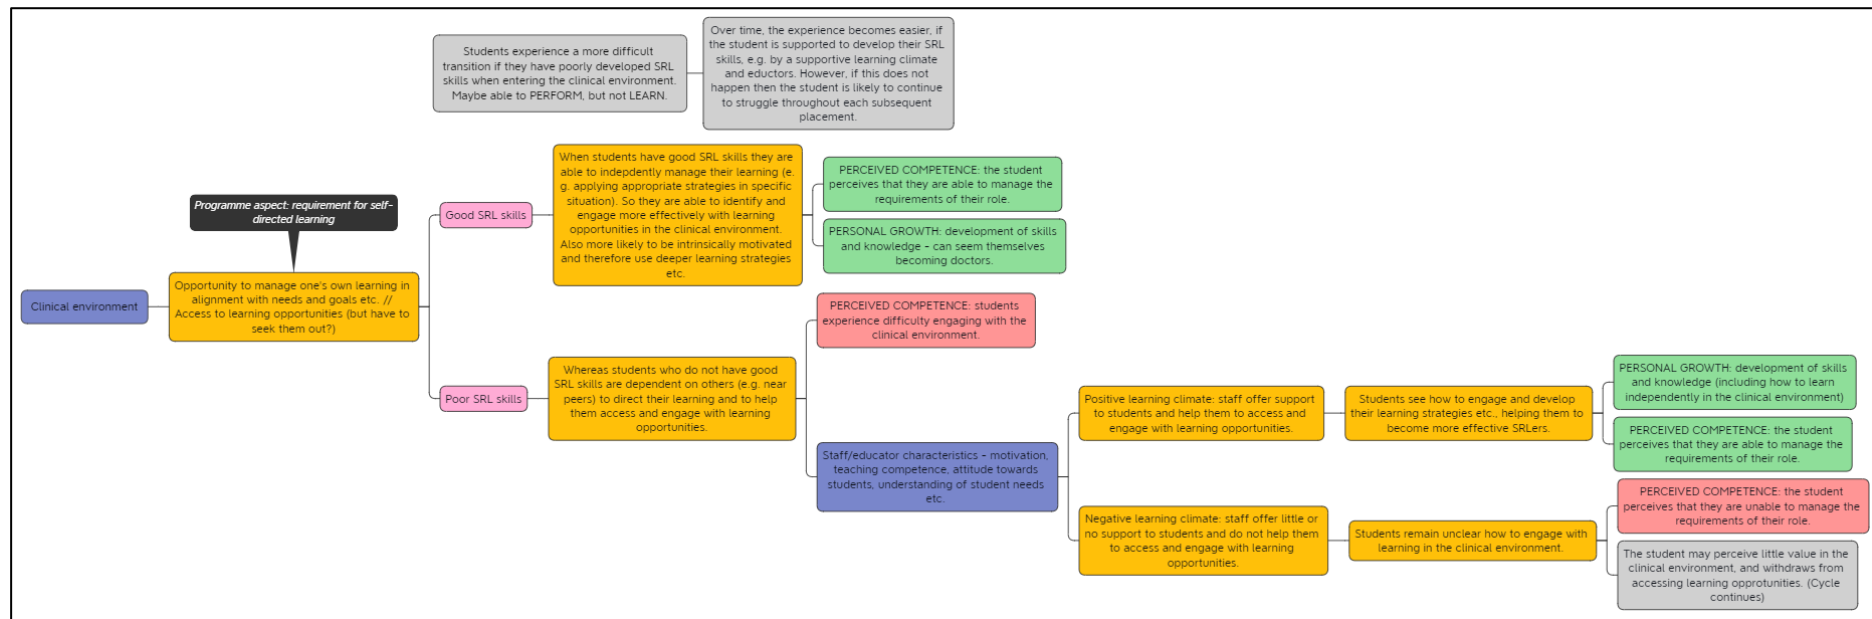 Students experience a more difficult
transition if they have poorly developed SRL
skills when entering the clinical environment.
Maybe able to PERFORM, but not LEARN.
Over time, the experience becomes easier, if
the student is supported to develop their SRL
skills, e.g. by a supportive learning climate
and eductors. However, if this does not
happen then the student is likely to continue
to struggle throughout each subsequent
placement.
Programme aspect: requirement for self-
directed learning
Clinical environment
Opportunity to manage one's own learning in
alignment with needs and goals etc. //
Access to learning opportunities (but have to
seek them out?)
Good SRL skills
When students have good SRL skills they are
able to indepdently manage their learning (e.
g. applying appropriate strategies in specific
situation). So they are able to identify and
engage more effectively with learning
opportunities in the clinical environment.
Also more likely to be intrinsically motivated
and therefore use deeper learning strategies
etc.
PERCEIVED COMPETENCE: the student
perceives that they are able to manage the
requirements of their role.
PERSONAL GROWTH: development of skills
and knowledge - can seem themselves
becoming doctors.
Poor SRL skills
Whereas students who do not have good
SRL skills are dependent on others (e.g. near
peers) to direct their learning and to help
them access and engage with learning
opportunities.
PERCEIVED COMPETENCE: students
experience difficulty engaging with the
clinical environment.
Staff/educator characteristics - motivation,
teaching competence, attitude towards
students, understanding of student needs
etc.
Positive learning climate: staff offer support
to students and help them to access and
engage with learning opportunities.
Students see how to engage and develop
their learning strategies etc., helping them to
become more effective SRLers.
PERSONAL GROWTH: development of skills
and knowledge (including how to learn
independently in the clinical environment)
PERCEIVED COMPETENCE: the student
perceives that they are able to manage the
requirements of their role.
Negative learning climate: staff offer little or
no support to students and do not help them
to access and engage with learning
opportunities.
Students remain unclear how to engage with
learning in the clinical environment.
PERCEIVED COMPETENCE: the student
perceives that they are unable to manage the
requirements of their role.
The student may perceive little value in the
clinical environment, and withdraws from
accessing learning opprotunities. (Cycle
continues)